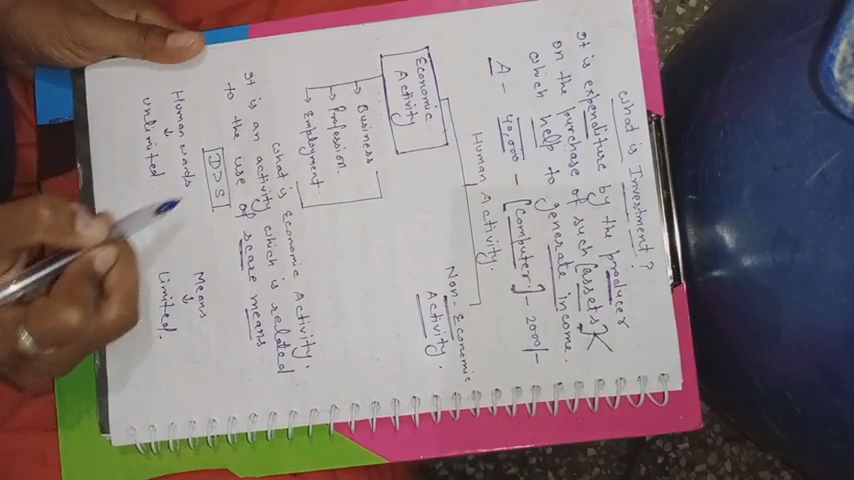 What is Investment?
It is expenditure by the producer
on the purchase of such [assets]
which help to generate income.
A - 40,000 - [Computer.] - 2000/-
Human Activity.
Economic
Activity
Non-Economic
Activity.
→ Business
→ Profession.
→ Employment.
What is Economic Activity.
It is an activity which is related
to the use of scare means
D>S
Human wands
unlimited
Means
Limited.